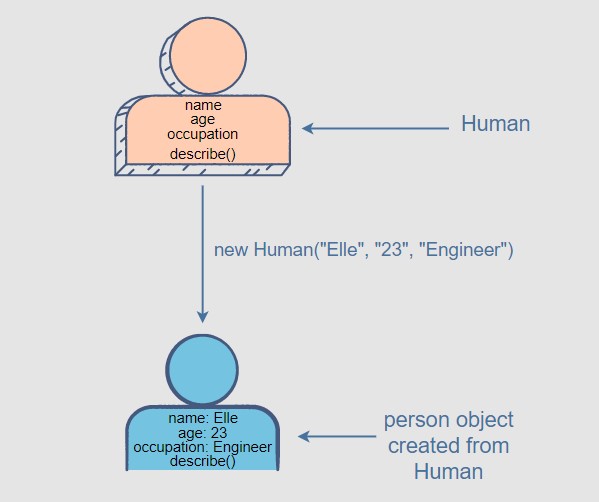 name
age
occupation
describe()
Human
new Human("Elle", "23", "Engineer")
name: Elle
age: 23
occupation: Engineer
describe()
person object
created from
Human